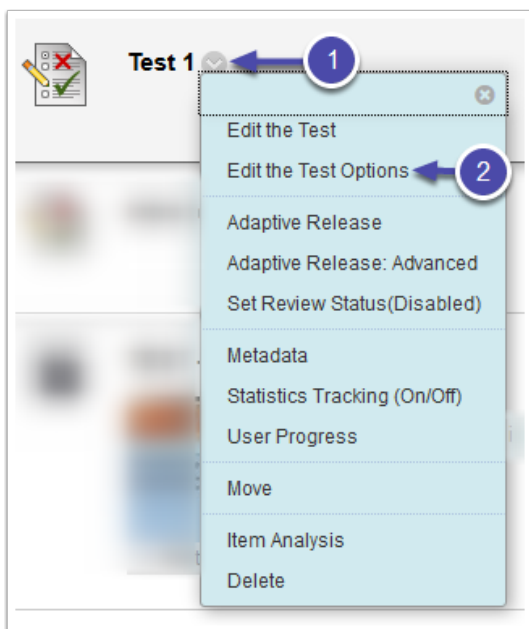 Test 1
1
Edit the Test
Edit the Test Options
2
Adaptive Release
Adaptive Release: Advanced
Set Review Status(Disabled)
Metadata
Statistics Tracking (On/Off)
User Progress
Move
Item Analysis
Delete